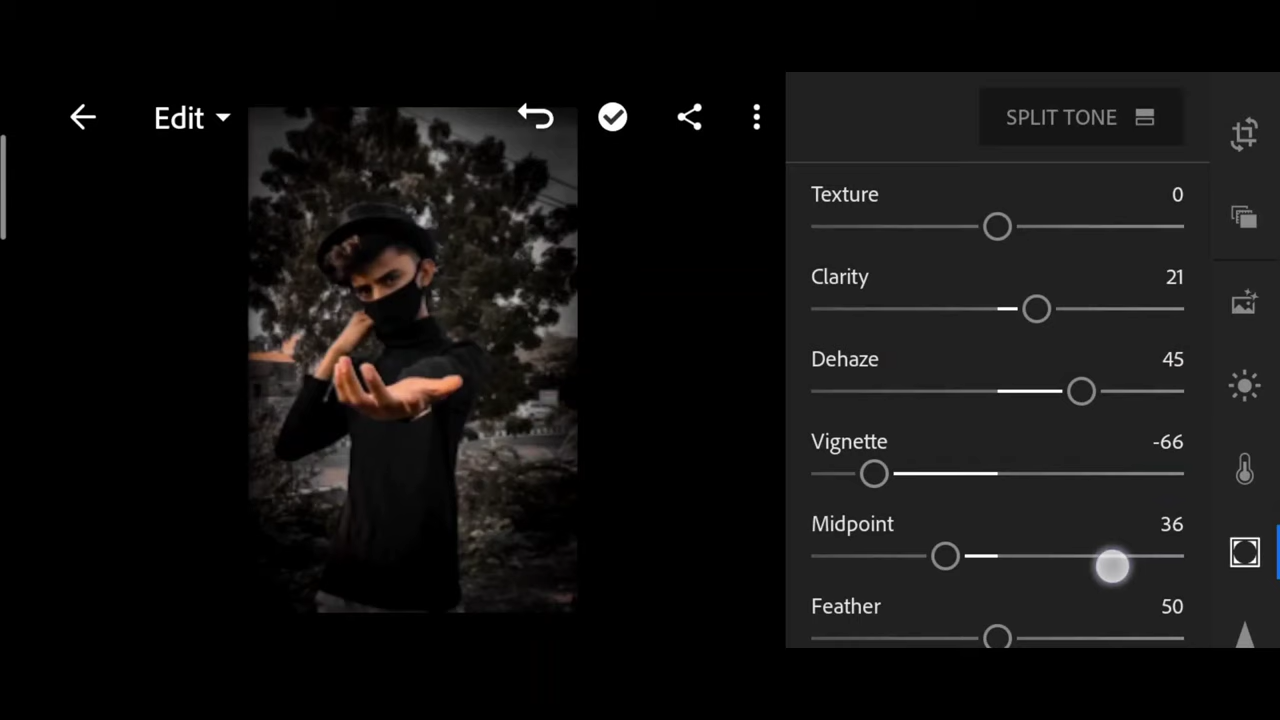 Edit
SPLIT TONE
Texture 0
Clarity 21
Dehaze 45
Vignette -66
Midpoint 36
Feather 50